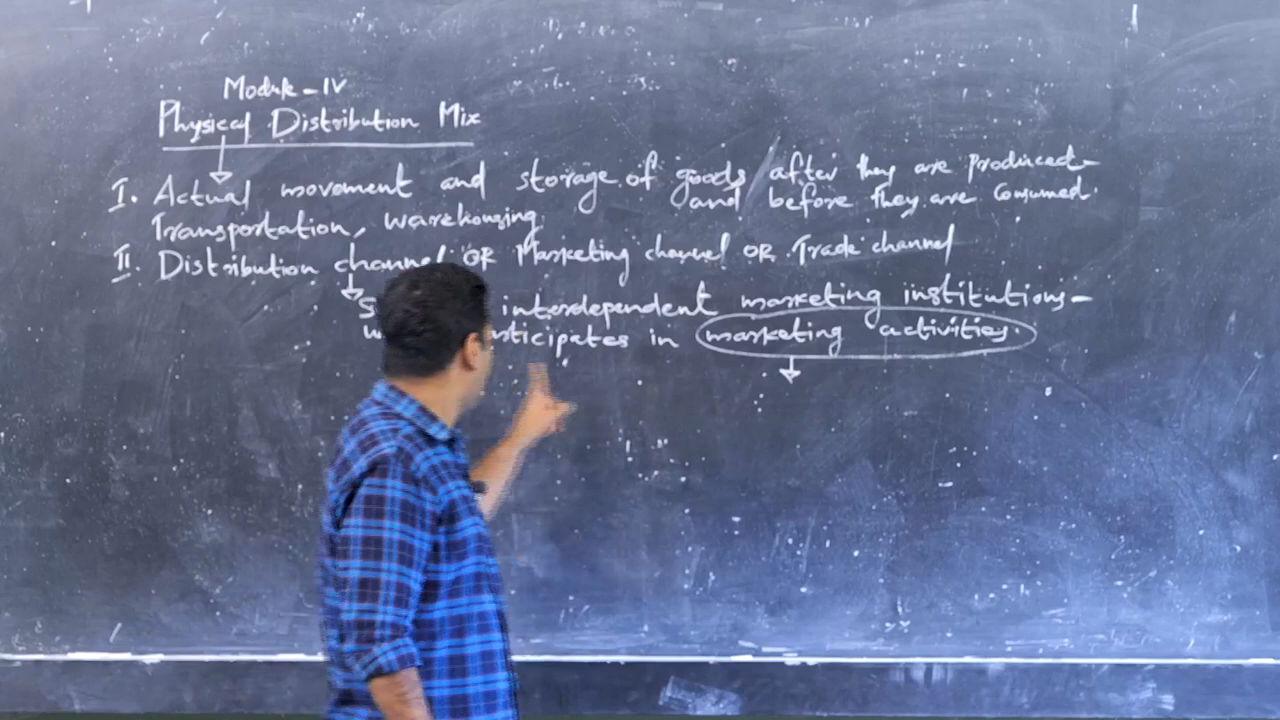 Module - IV
Physical Distribution Mix
I. Actual movement and storage of goods after they are produced
and before they are consumed.
Transportation, warehousing
II. Distribution channel OR Marketing channel OR Trade channel
interdependent marketing institutions -
participates in marketing activities.